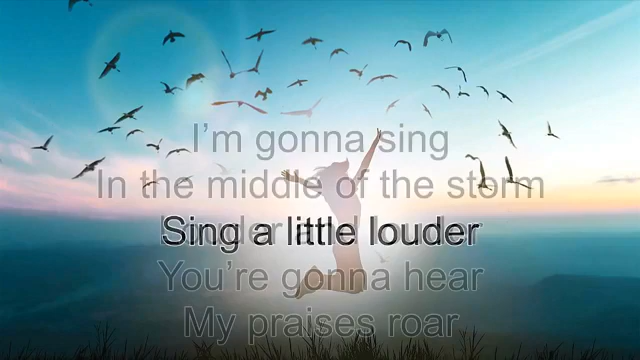 I’m gonna sing
In the middle of the storm
Sing a little louder
You’re gonna hear
My praises roar